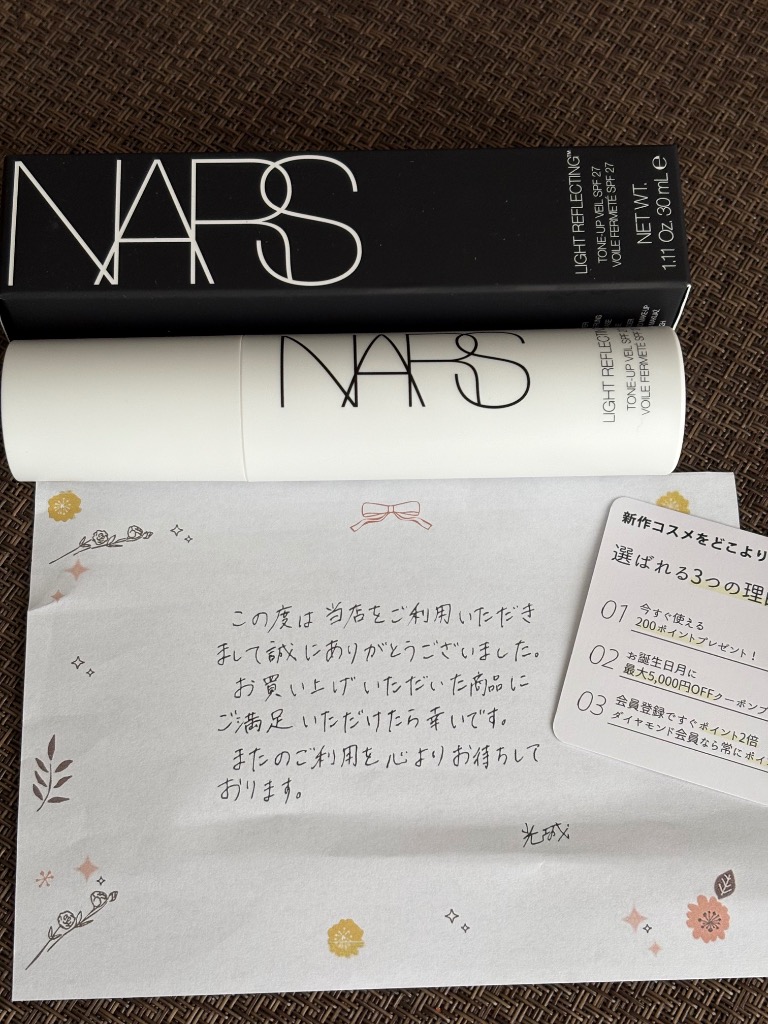 NARS
LIGHT REFLECTING™
TONE-UP VEIL SPF 27
VOILE FERMETÉ SPF 27
NET WT.
1.11 Oz 30 mL e
NARS
LIGHT REFLECTING
TONE-UP VEIL SPF
VOILE FERMETÉ SPF
この度は当店をご利用いただき
まして誠にありがとうございました。
お買い上げいただいた商品に
ご満足いただけたら幸いです。
またのご利用を心よりお待ちして
おります。
新作コスメをどこより
選ばれる3つの理由
01 今すぐ使える
200ポイントプレゼント!
02 お誕生日月に
最大5,000円OFFクーポンプ
03 会員登録ですぐポイント2倍
ダイヤモンド会員なら常にポイ